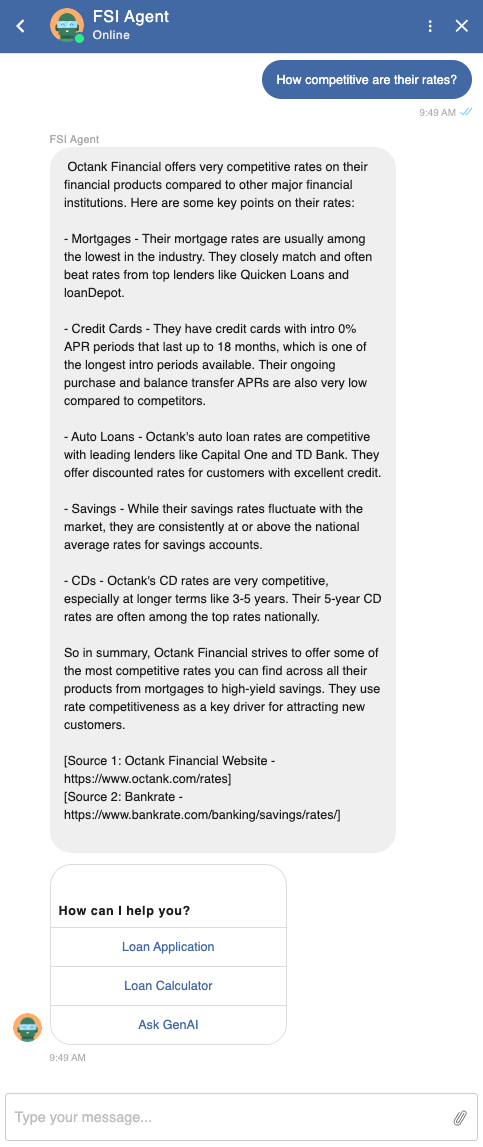 FSI Agent
Online
How competitive are their rates?
9:49 AM
FSI Agent
Octank Financial offers very competitive rates on their
financial products compared to other major financial
institutions. Here are some key points on their rates:
- Mortgages - Their mortgage rates are usually among
the lowest in the industry. They closely match and often
beat rates from top lenders like Quicken Loans and
loanDepot.
- Credit Cards - They have credit cards with intro 0%
APR periods that last up to 18 months, which is one of
the longest intro periods available. Their ongoing
purchase and balance transfer APRs are also very low
compared to competitors.
- Auto Loans - Octank's auto loan rates are competitive
with leading lenders like Capital One and TD Bank. They
offer discounted rates for customers with excellent credit.
- Savings - While their savings rates fluctuate with the
market, they are consistently at or above the national
average rates for savings accounts.
- CDs - Octank's CD rates are very competitive,
especially at longer terms like 3-5 years. Their 5-year CD
rates are often among the top rates nationally.
So in summary, Octank Financial strives to offer some of
the most competitive rates you can find across all their
products from mortgages to high-yield savings. They use
rate competitiveness as a key driver for attracting new
customers.
[Source 1: Octank Financial Website -
https://www.octank.com/rates]
[Source 2: Bankrate -
https://www.bankrate.com/banking/savings/rates/]
How can I help you?
Loan Application
Loan Calculator
Ask GenAI
9:49 AM
Type your message...